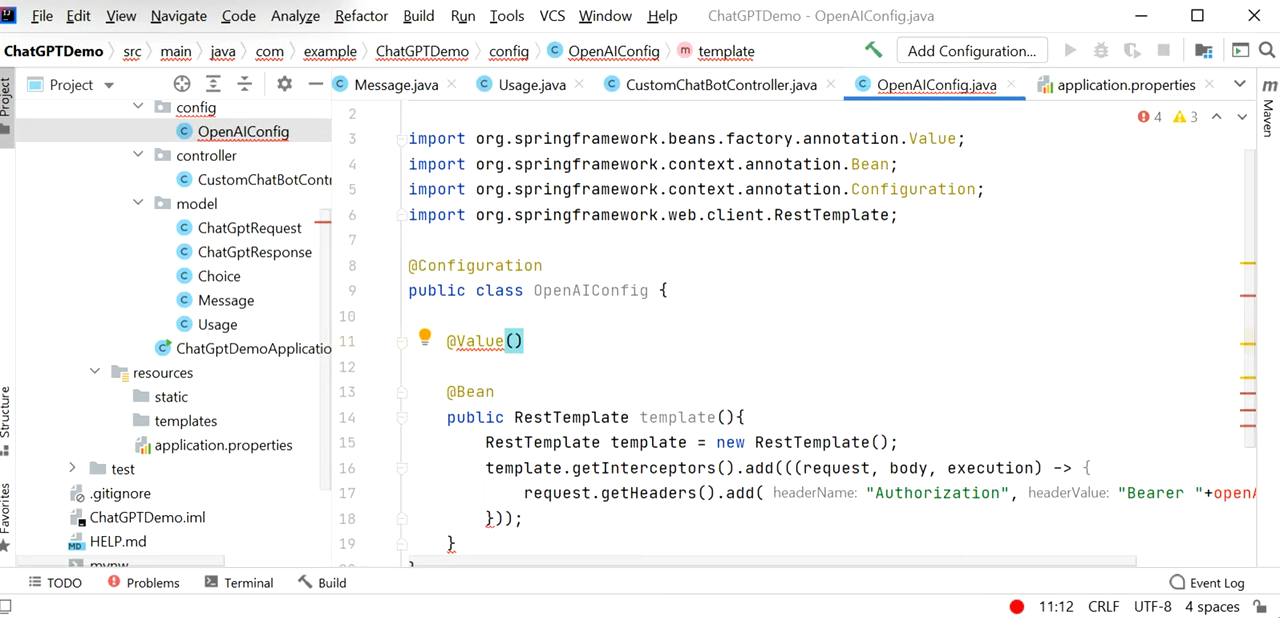 File Edit View Navigate Code Analyze Refactor Build Run Tools VCS Window Help ChatGPTDemo - OpenAIConfig.java
ChatGPTDemo src main java com example ChatGPTDemo config OpenAIConfig template Add Configuration...
Project
Message.java Usage.java CustomChatBotController.java OpenAIConfig.java application.properties
config
OpenAIConfig
controller
CustomChatBotContr
model
ChatGptRequest
ChatGptResponse
Choice
Message
Usage
ChatGptDemoApplicatio
resources
static
templates
application.properties
test
.gitignore
ChatGPTDemo.iml
HELP.md
mvnw
4 3
2
3 import org.springframework.beans.factory.annotation.Value;
4 import org.springframework.context.annotation.Bean;
5 import org.springframework.context.annotation.Configuration;
6 import org.springframework.web.client.RestTemplate;
7
8 @Configuration
9 public class OpenAIConfig {
10
11 @Value()
12
13 @Bean
14 public RestTemplate template(){
15 RestTemplate template = new RestTemplate();
16 template.getInterceptors().add(((request, body, execution) -> {
17 request.getHeaders().add( headerName: "Authorization", headerValue: "Bearer "+openA
18 }));
19 }
Project
Structure
Favorites
m
Maven
TODO Problems Terminal Build Event Log
11:12 CRLF UTF-8 4 spaces